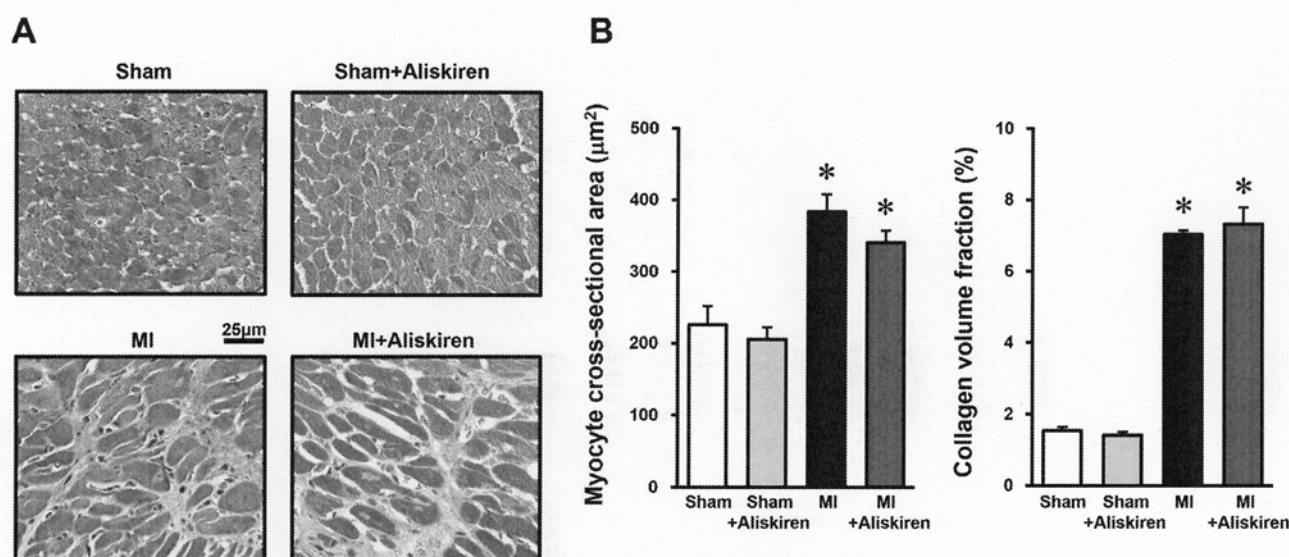 A
Sham
Sham+Aliskiren
MI
25μm
MI+Aliskiren
B
Myocyte cross-sectional area (μm²)
500
400
300
200
100
0
*
*
Sham
Sham
+Aliskiren
MI
MI
+Aliskiren
Collagen volume fraction (%)
10
8
6
4
2
0
*
*
Sham
Sham
+Aliskiren
MI
MI
+Aliskiren